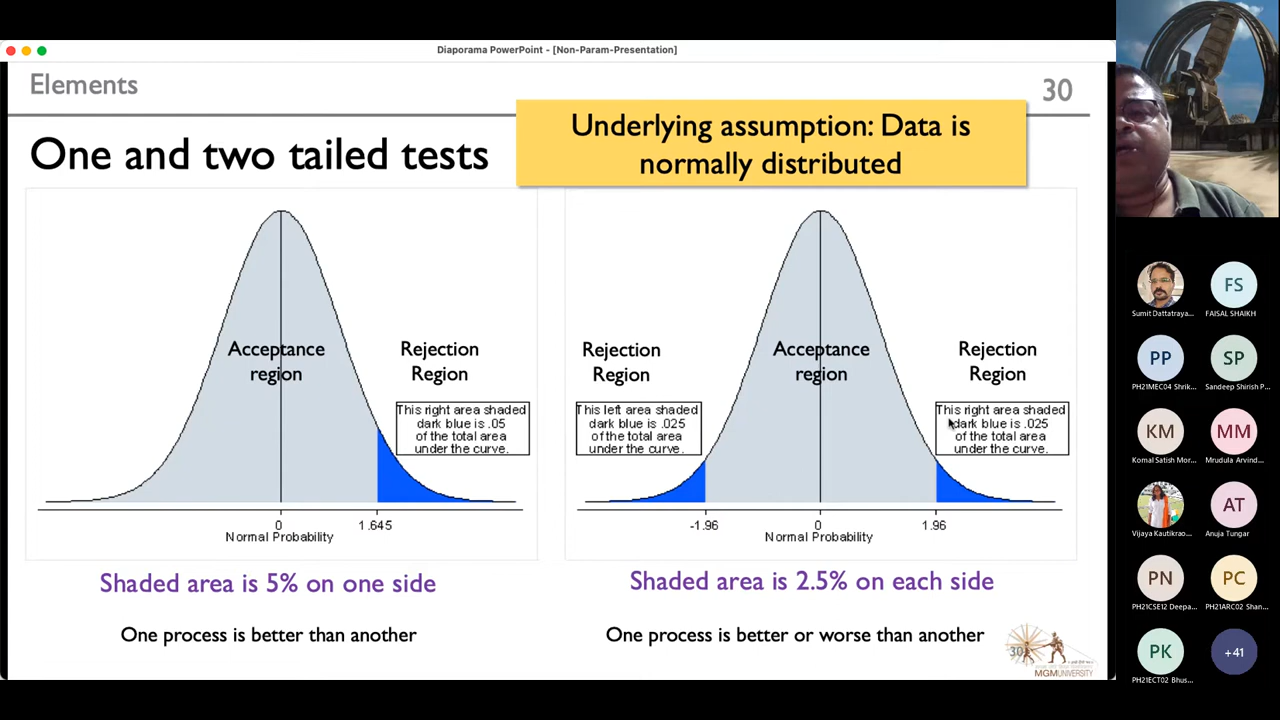 Diaporama PowerPoint - [Non-Param-Presentation]
Elements
30
Underlying assumption: Data is
normally distributed
One and two tailed tests
Acceptance
region
Rejection
Region
This right area shaded
dark blue is .05
of the total area
under the curve.
0
1.645
Normal Probability
Shaded area is 5% on one side
One process is better than another
Rejection
Region
This left area shaded
dark blue is .025
of the total area
under the curve.
Acceptance
region
Rejection
Region
This right area shaded
dark blue is .025
of the total area
under the curve.
-1.96
0
1.96
Normal Probability
Shaded area is 2.5% on each side
One process is better or worse than another
30
MGMUNIVERSITY
Sumit Dattatraya...
FS
FAISAL SHAIKH
PP
PH21MEC04 Shrik...
SP
Sandeep Shirish P...
KM
Komal Satish Mor...
MM
Mrudula Arvind...
Vijaya Kautikrao...
AT
Anuja Tungar
PN
PH21CSE12 Deepa...
PC
PH21ARC02 Shan...
PK
PH21ECT02 Bhus...
+41